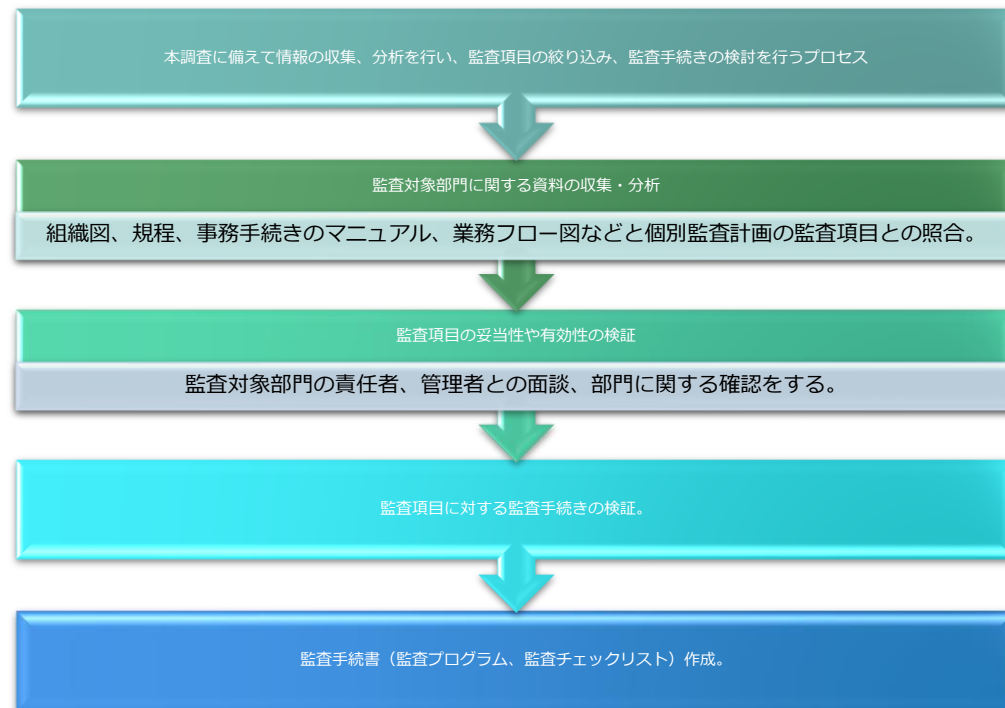 本調査に備えて情報の収集、分析を行い、監査項目の絞り込み、監査手続きの検討を行うプロセス
監査対象部門に関する資料の収集・分析
組織図、規程、事務手続きのマニュアル、業務フロー図などと個別監査計画の監査項目との照合。
監査項目の妥当性や有効性の検証
監査対象部門の責任者、管理者との面談、部門に関する確認をする。
監査項目に対する監査手続きの検証。
監査手続書（監査プログラム、監査チェックリスト）作成。